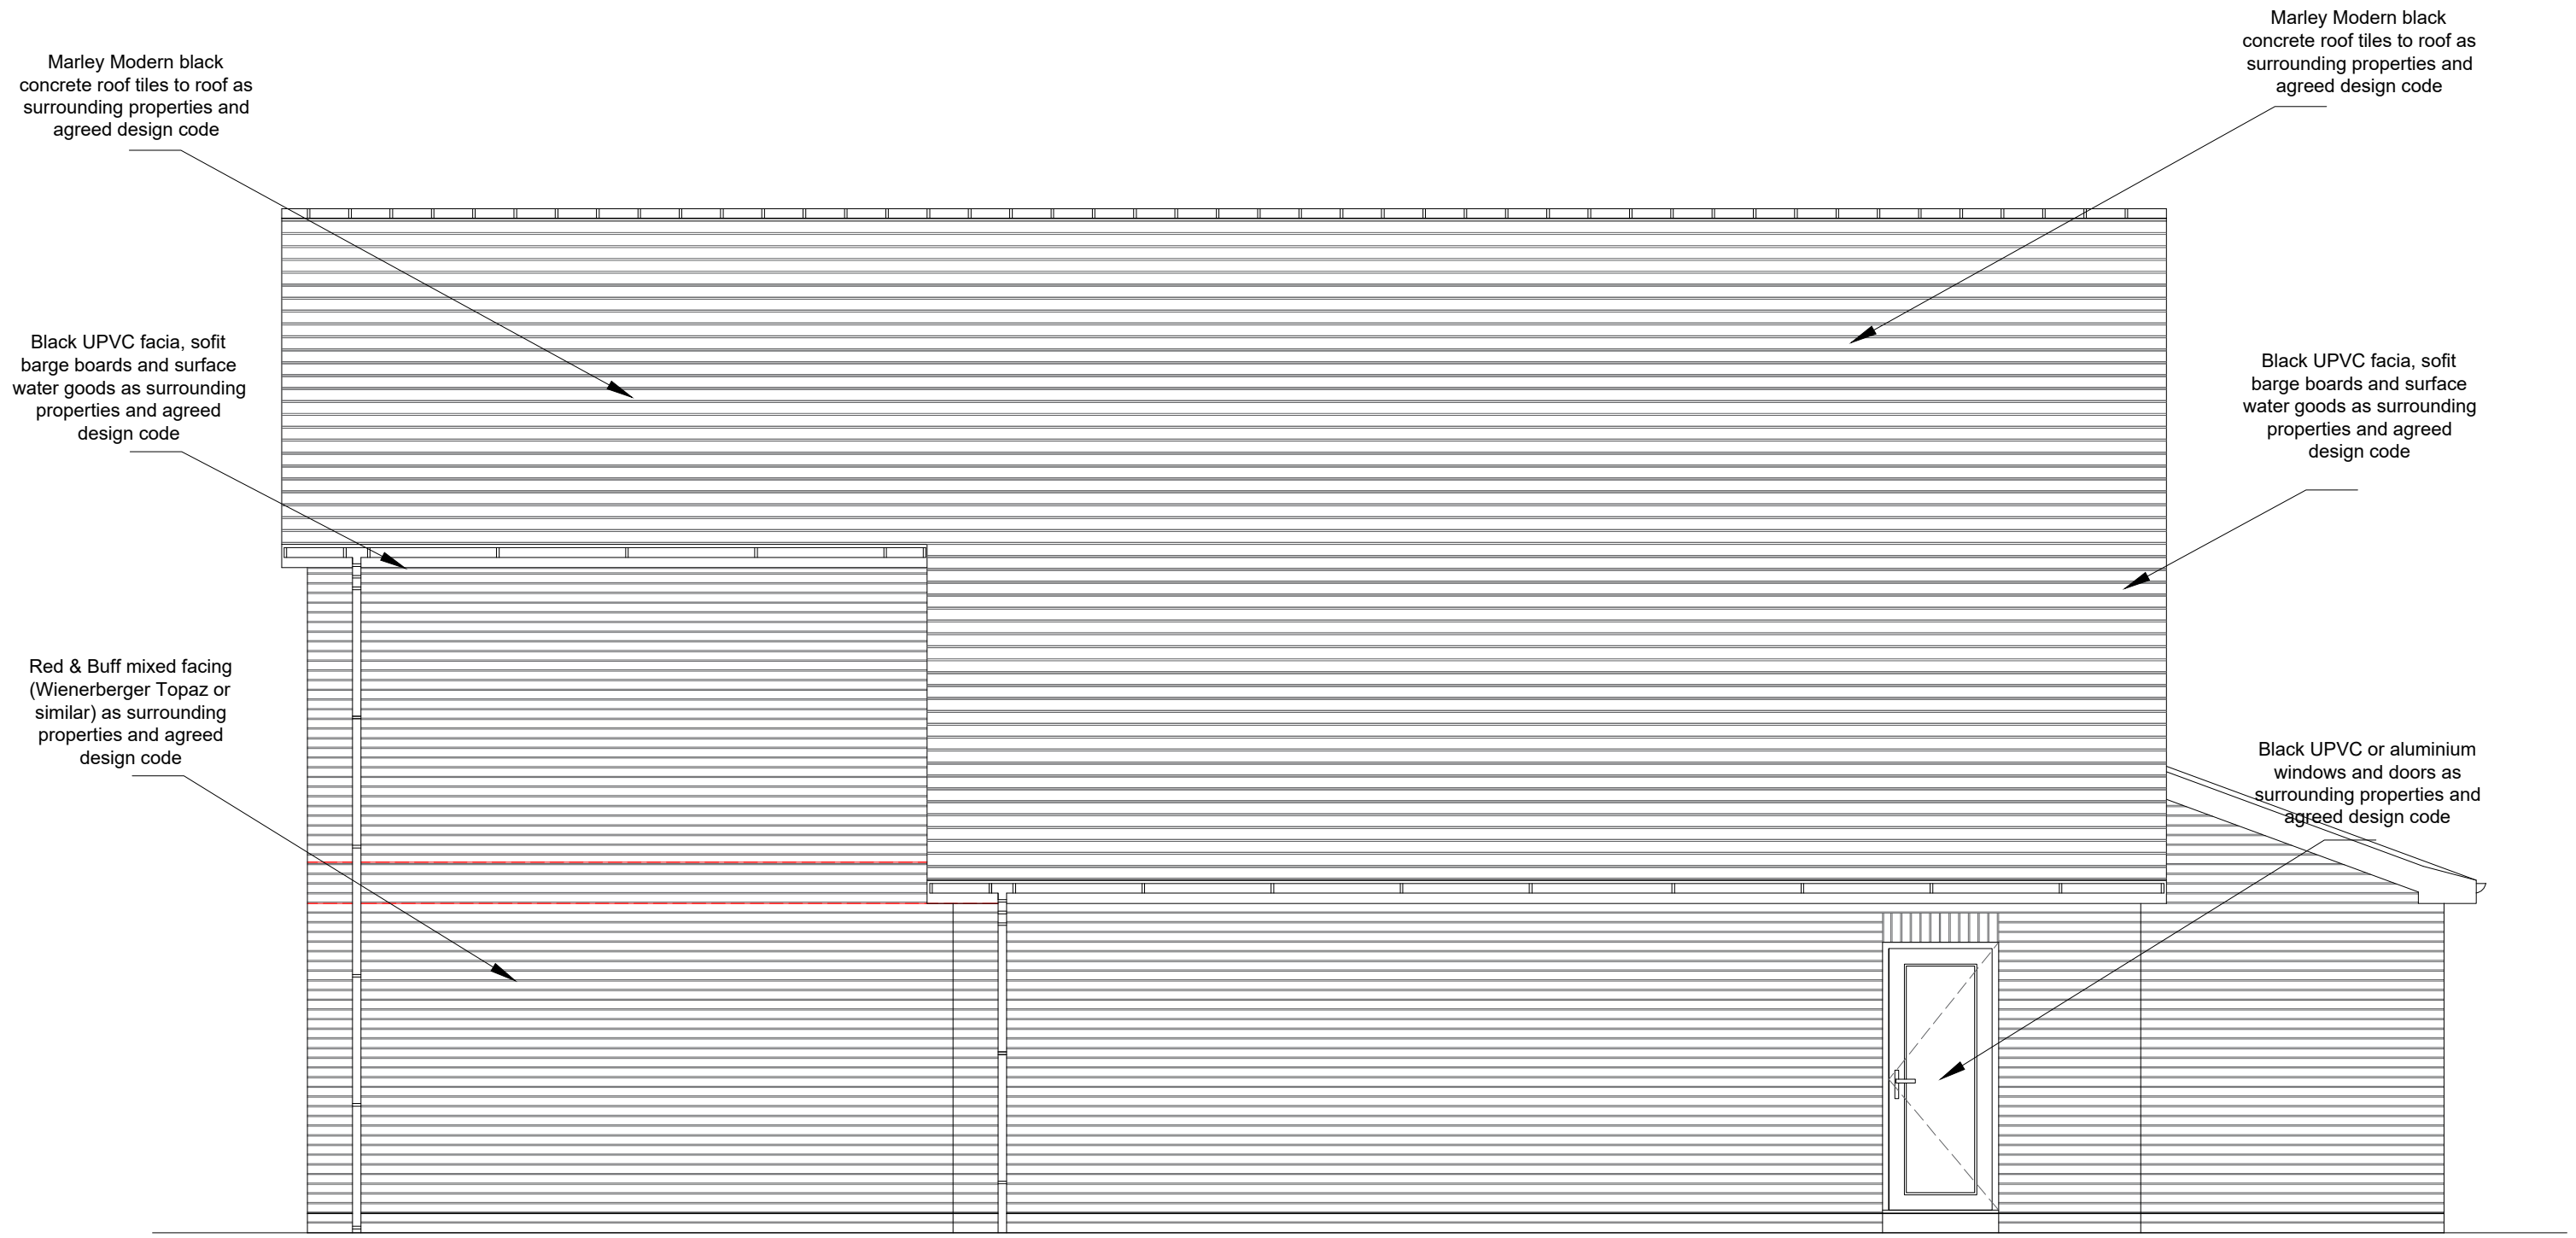 Marley Modern black
concrete roof tiles to roof as
surrounding properties and
agreed design code
Black UPVC facia, sofit
barge boards and surface
water goods as surrounding
properties and agreed
design code
Red & Buff mixed facing
(Wienerberger Topaz or
similar) as surrounding
properties and agreed
design code
Marley Modern black
concrete roof tiles to roof as
surrounding properties and
agreed design code
Black UPVC facia, sofit
barge boards and surface
water goods as surrounding
properties and agreed
design code
Black UPVC or aluminium
windows and doors as
surrounding properties and
agreed design code